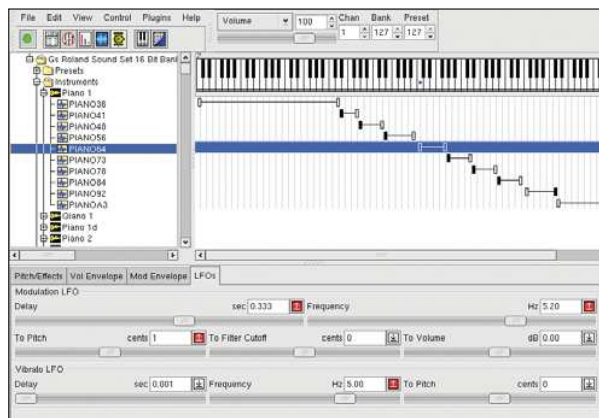 File Edit View Control Plugins Help
Volume 100 Chan Bank Preset
1 127 127
Gs Roland Sound Set 16 Bit Bank
Presets
Instruments
Piano 1
PIANO38
PIANO41
PIANO48
PIANO56
PIANO64
PIANO73
PIANO78
PIANO84
PIANO92
PIANOA3
Giano 1
Piano 1d
Piano 2
Pitch/Effects Vol Envelope Mod Envelope LFOs
Modulation LFO
Delay sec 0.333 Frequency Hz 5.20
To Pitch cents 1 To Filter Cutoff cents 0 To Volume dB 0.00
Vibrato LFO
Delay sec 0.001 Frequency Hz 5.00 To Pitch cents 0